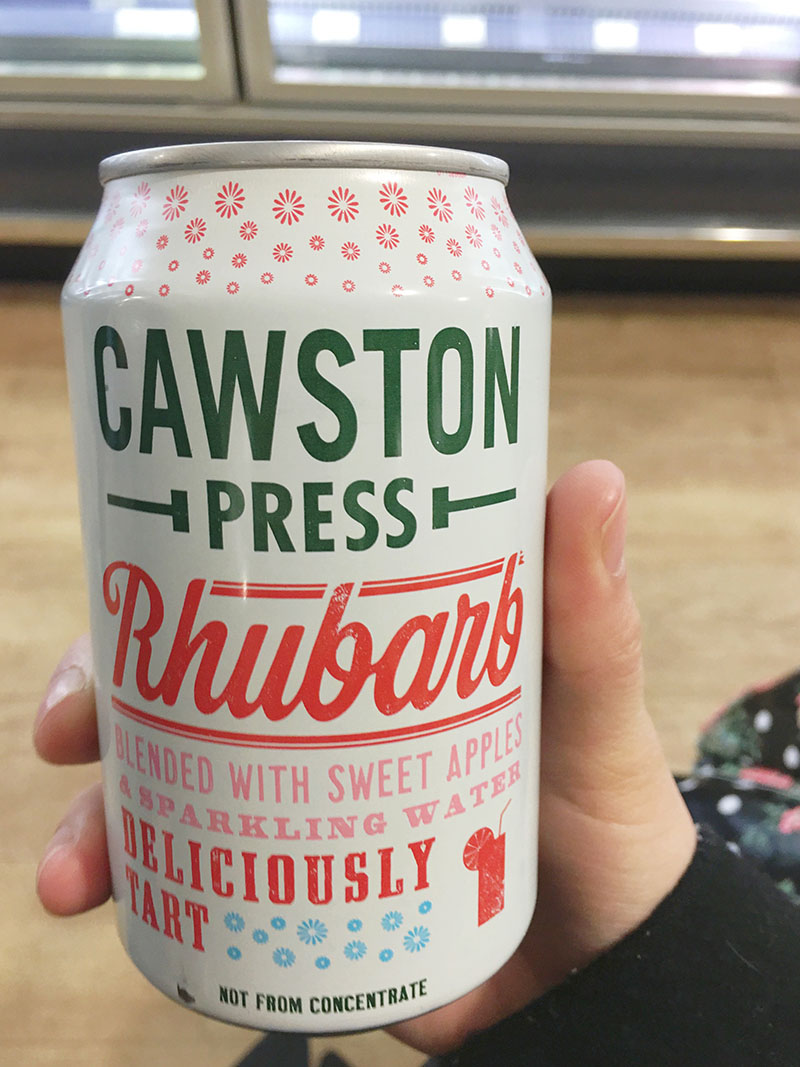 CAWSTON
PRESS
Rhubarb
BLENDED WITH SWEET APPLES
& SPARKLING WATER
DELICIOUSLY
TART
NOT FROM CONCENTRATE